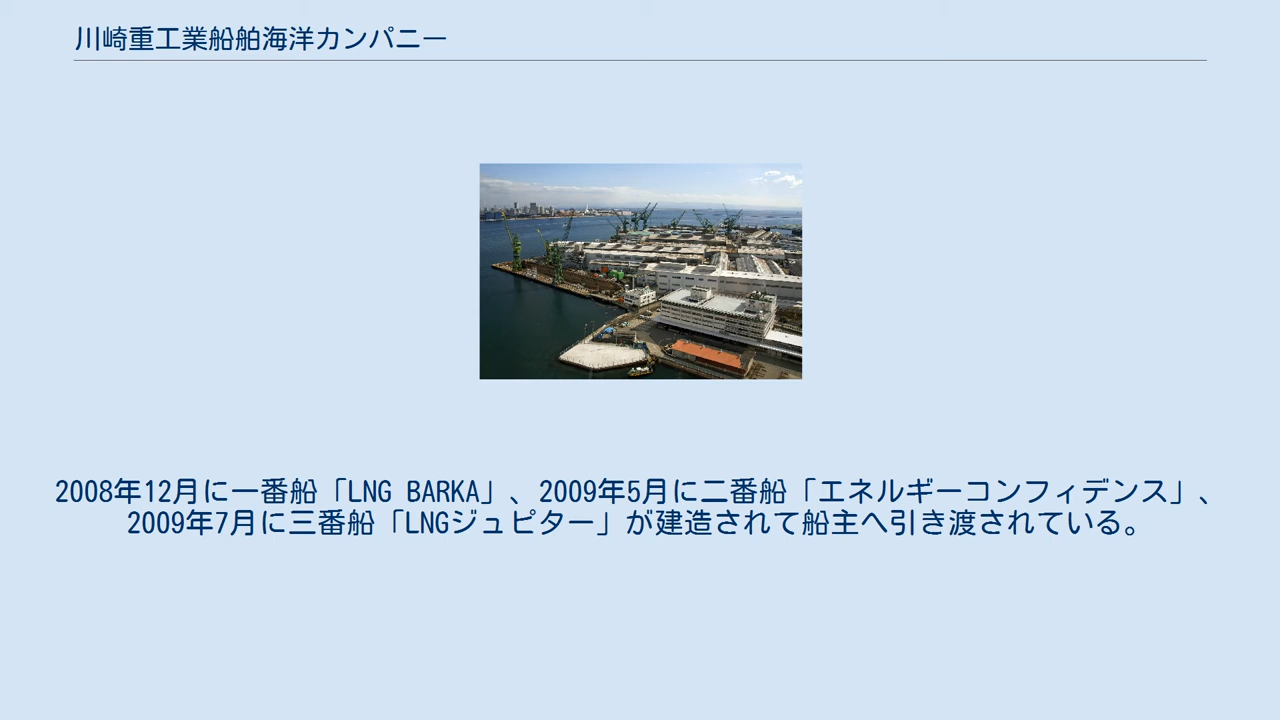 川崎重工業船舶海洋カンパニー
2008年12月に一番船「LNG BARKA」、2009年5月に二番船「エネルギーコンフィデンス」、
2009年7月に三番船「LNGジュピター」が建造されて船主へ引き渡されている。